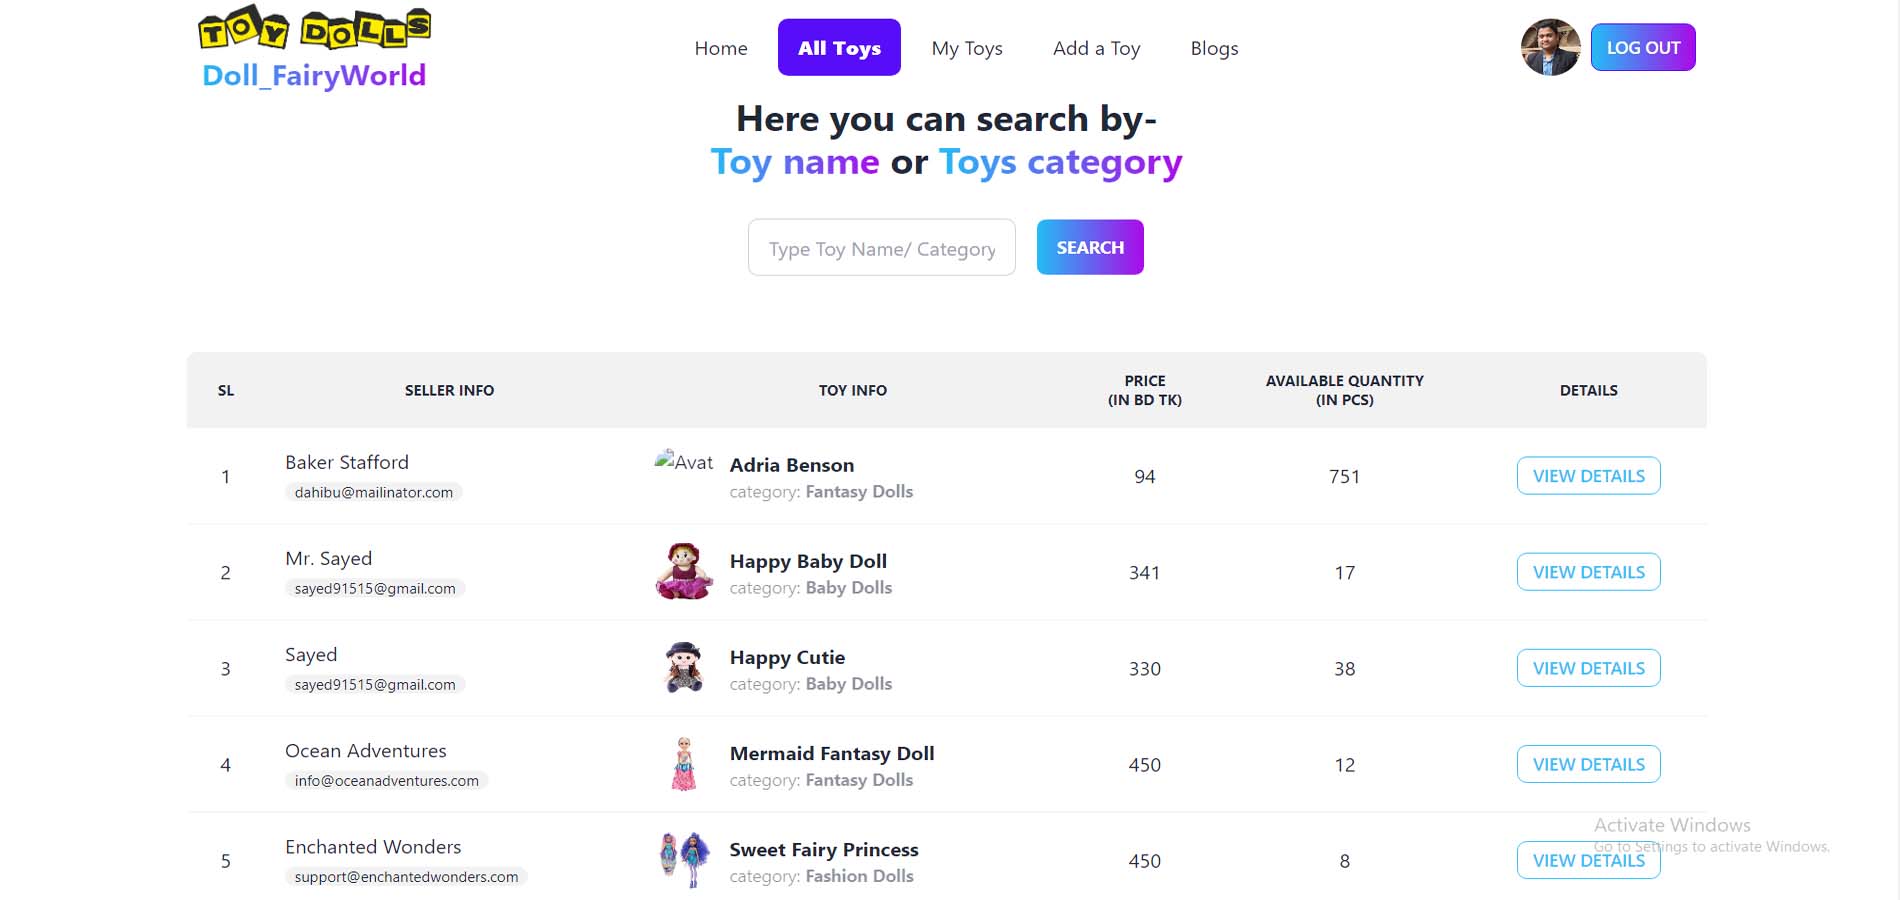 TOY DOLLS
Doll_FairyWorld
Home All Toys My Toys Add a Toy Blogs
LOG OUT
Here you can search by-
Toy name or Toys category
Type Toy Name/ Category
SEARCH
SL SELLER INFO TOY INFO PRICE (IN BD TK) AVAILABLE QUANTITY (IN PCS) DETAILS
1 Baker Stafford Avat Adria Benson 94 751 VIEW DETAILS
dahibu@mailinator.com category: Fantasy Dolls
2 Mr. Sayed Happy Baby Doll 341 17 VIEW DETAILS
sayed91515@gmail.com category: Baby Dolls
3 Sayed Happy Cutie 330 38 VIEW DETAILS
sayed91515@gmail.com category: Baby Dolls
4 Ocean Adventures Mermaid Fantasy Doll 450 12 VIEW DETAILS
info@oceanadventures.com category: Fantasy Dolls
5 Enchanted Wonders Sweet Fairy Princess 450 8 VIEW DETAILS
support@enchantedwonders.com category: Fashion Dolls
Activate Windows
Go to Settings to activate Windows.